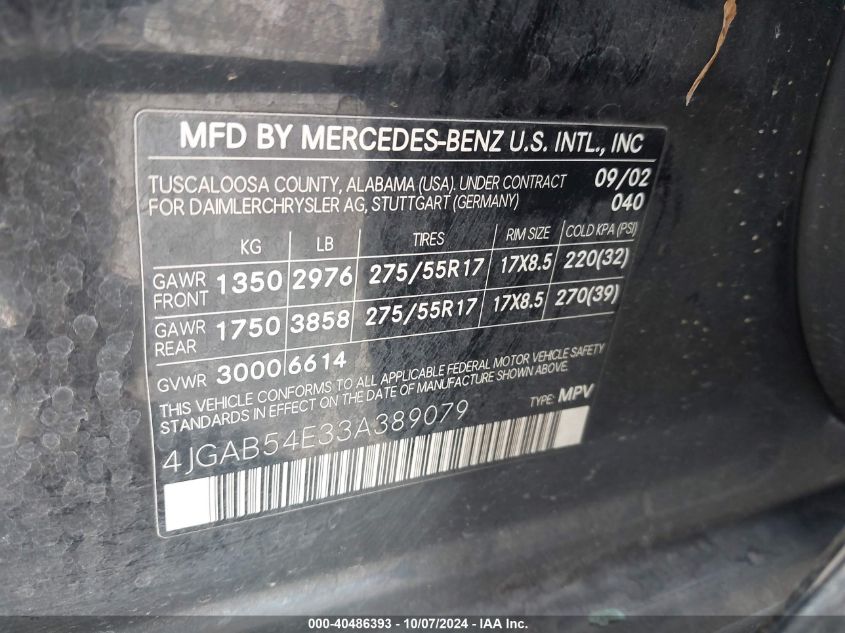 MFD BY MERCEDES-BENZ U.S. INTL., INC
TUSCALOOSA COUNTY, ALABAMA (USA). UNDER CONTRACT 09/02
FOR DAIMLERCHRYSLER AG, STUTTGART (GERMANY) 040
KG LB TIRES RIM SIZE COLD KPA (PSI)
GAWR FRONT 1350 2976 275/55R17 17X8.5 220(32)
GAWR REAR 1750 3858 275/55R17 17X8.5 270(39)
GVWR 3000 6614
THIS VEHICLE CONFORMS TO ALL APPLICABLE FEDERAL MOTOR VEHICLE SAFETY
STANDARDS IN EFFECT ON THE DATE OF MANUFACTURE SHOWN ABOVE.
4JGAB54E33A389079 TYPE: MPV
000-40486393 - 10/07/2024 - IAA Inc.